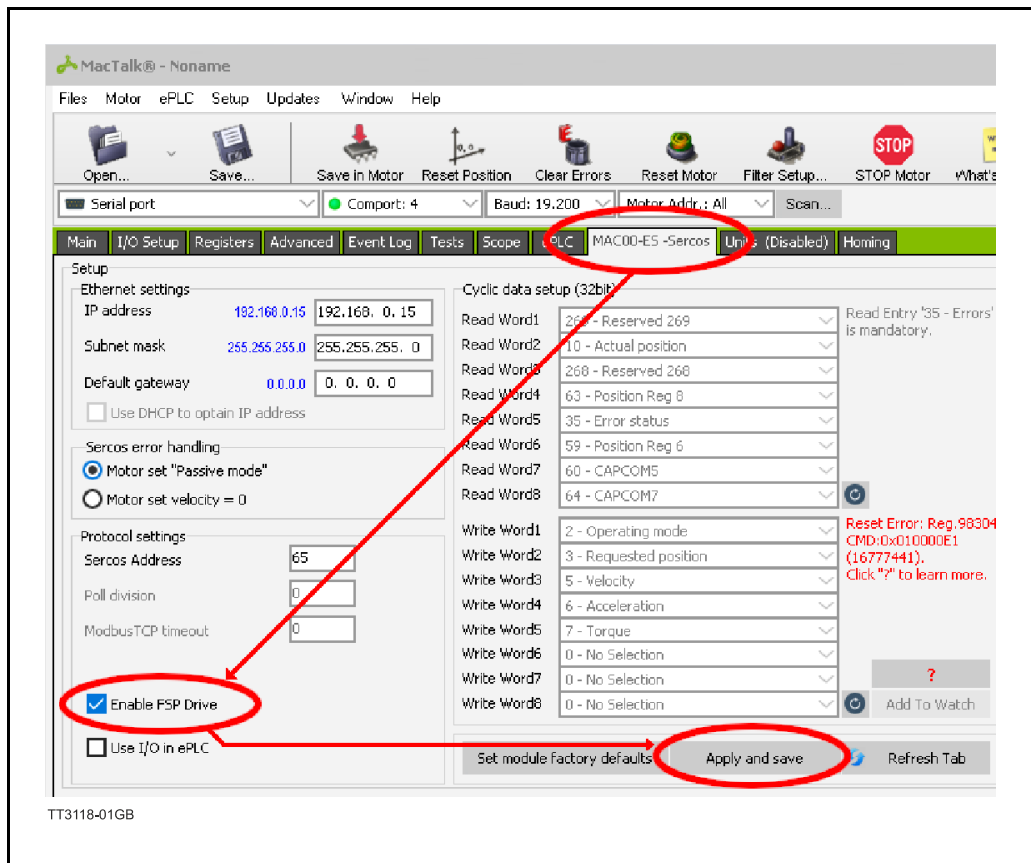 MacTalk® - Noname
Files Motor ePLC Setup Updates Window Help
Open... Save... Save in Motor Reset Position Clear Errors Reset Motor Filter Setup... STOP Motor What's
STOP
Serial port Comport: 4 Baud: 19.200 Motor Addr.: All Scan...
Main I/O Setup Registers Advanced Event Log Tests Scope ePLC MAC00-ES -Sercos Units (Disabled) Homing
Setup
Ethernet settings
IP address 192.168.0.15 192.168. 0. 15
Subnet mask 255.255.255.0 255.255.255. 0
Default gateway 0.0.0.0 0. 0. 0. 0
Use DHCP to optain IP address
Sercos error handling
Motor set "Passive mode"
Motor set velocity = 0
Protocol settings
Sercos Address 65
Poll division 0
ModbusTCP timeout 0
Enable FSP Drive
Use I/O in ePLC
Cyclic data setup (32bit)
Read Word1 269 - Reserved 269
Read Word2 10 - Actual position
Read Word3 268 - Reserved 268
Read Word4 63 - Position Reg 8
Read Word5 35 - Error status
Read Word6 59 - Position Reg 6
Read Word7 60 - CAPCOM5
Read Word8 64 - CAPCOM7
Read Entry '35 - Errors'
is mandatory.
Write Word1 2 - Operating mode
Write Word2 3 - Requested position
Write Word3 5 - Velocity
Write Word4 6 - Acceleration
Write Word5 7 - Torque
Write Word6 0 - No Selection
Write Word7 0 - No Selection
Write Word8 0 - No Selection
Reset Error: Reg.98304
CMD:0x010000E1
(16777441).
Click "?" to learn more.
?
Add To Watch
Set module factory defaults Apply and save Refresh Tab
TT3118-01GB